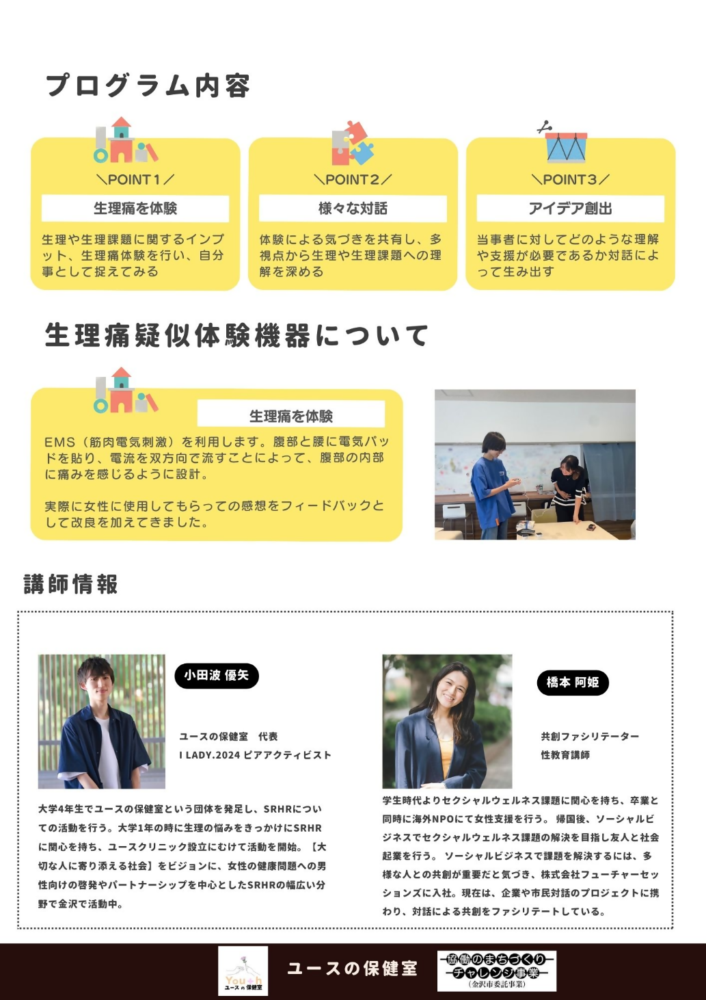 プログラム内容
＼POINT1／
生理痛を体験
生理や生理課題に関するインプ
ット、生理痛体験を行い、自分
事として捉えてみる
＼POINT2／
様々な対話
体験による気づきを共有し、多
視点から生理や生理課題への理
解を深める
＼POINT3／
アイデア創出
当事者に対してどのような理解
や支援が必要であるか対話によ
って生み出す
生理痛疑似体験機器について
生理痛を体験
EMS（筋肉電気刺激）を利用します。腹部と腰に電気パッ
ドを貼り、電流を双方向で流すことによって、腹部の内部
に痛みを感じるように設計。
実際に女性に使用してもらっての感想をフィードバックと
して改良を加えてきました。
講師情報
小田波 優矢
ユースの保健室　代表
I LADY.2024 ピアアクティビスト
大学4年生でユースの保健室という団体を発足し、SRHRについ
ての活動を行う。大学1年の時に生理の悩みをきっかけにSRHR
に関心を持ち、ユースクリニック設立にむけて活動を開始。【大
切な人に寄り添える社会】をビジョンに、女性の健康問題への男
性向けの啓発やパートナーシップを中心としたSRHRの幅広い分
野で金沢で活動中。
橋本 阿姫
共創ファシリテーター
性教育講師
学生時代よりセクシャルウェルネス課題に関心を持ち、卒業と
同時に海外NPOにて女性支援を行う。 帰国後、ソーシャルビ
ジネスでセクシャルウェルネス課題の解決を目指し友人と社会
起業を行う。 ソーシャルビジネスで課題を解決するには、多
様な人との共創が重要だと気づき、株式会社フューチャーセッ
ションズに入社。現在は、企業や市民対話のプロジェクトに携
わり、対話による共創をファシリテートしている。
You+h
ユースの保健室
ユースの保健室
協働のまちづくり
チャレンジ事業
（金沢市委託事業）